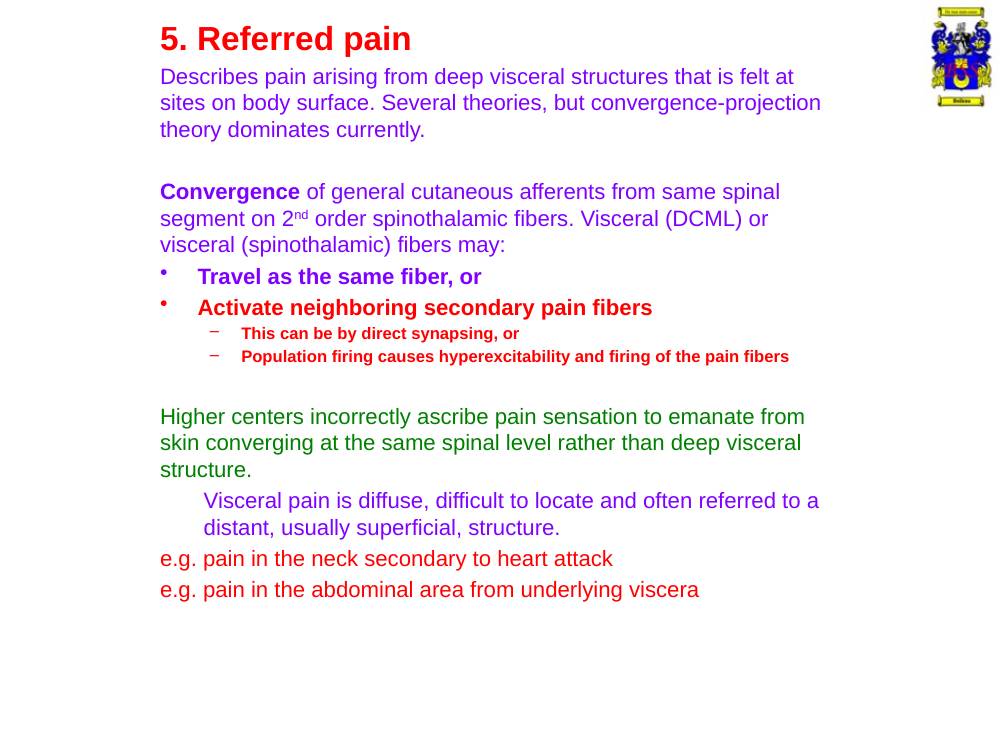 5. Referred pain
Describes pain arising from deep visceral structures that is felt at
sites on body surface. Several theories, but convergence-projection
theory dominates currently.
Convergence of general cutaneous afferents from same spinal
segment on 2nd order spinothalamic fibers. Visceral (DCML) or
visceral (spinothalamic) fibers may:
• Travel as the same fiber, or
• Activate neighboring secondary pain fibers
– This can be by direct synapsing, or
– Population firing causes hyperexcitability and firing of the pain fibers
Higher centers incorrectly ascribe pain sensation to emanate from
skin converging at the same spinal level rather than deep visceral
structure.
Visceral pain is diffuse, difficult to locate and often referred to a
distant, usually superficial, structure.
e.g. pain in the neck secondary to heart attack
e.g. pain in the abdominal area from underlying viscera